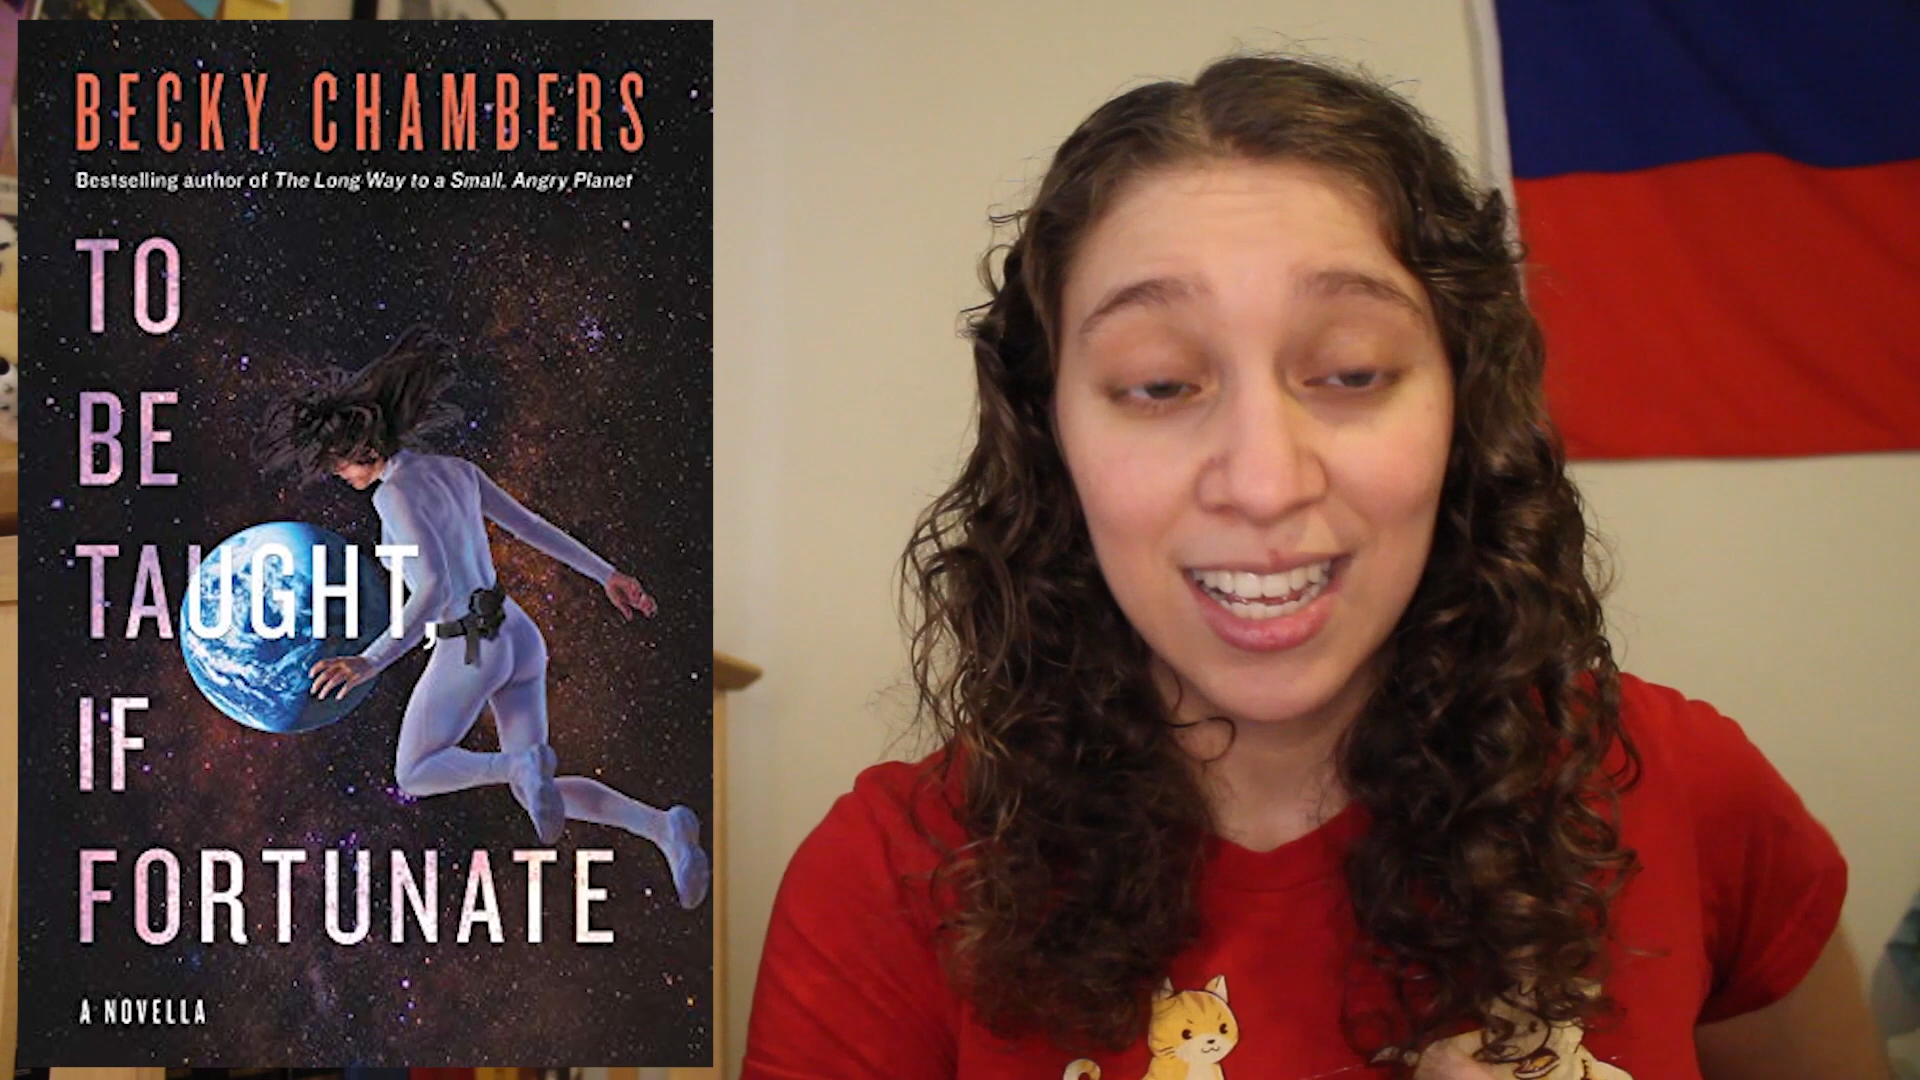 BECKY CHAMBERS
Bestselling author of The Long Way to a Small, Angry Planet
TO
BE
TAUGHT,
IF
FORTUNATE
A NOVELLA